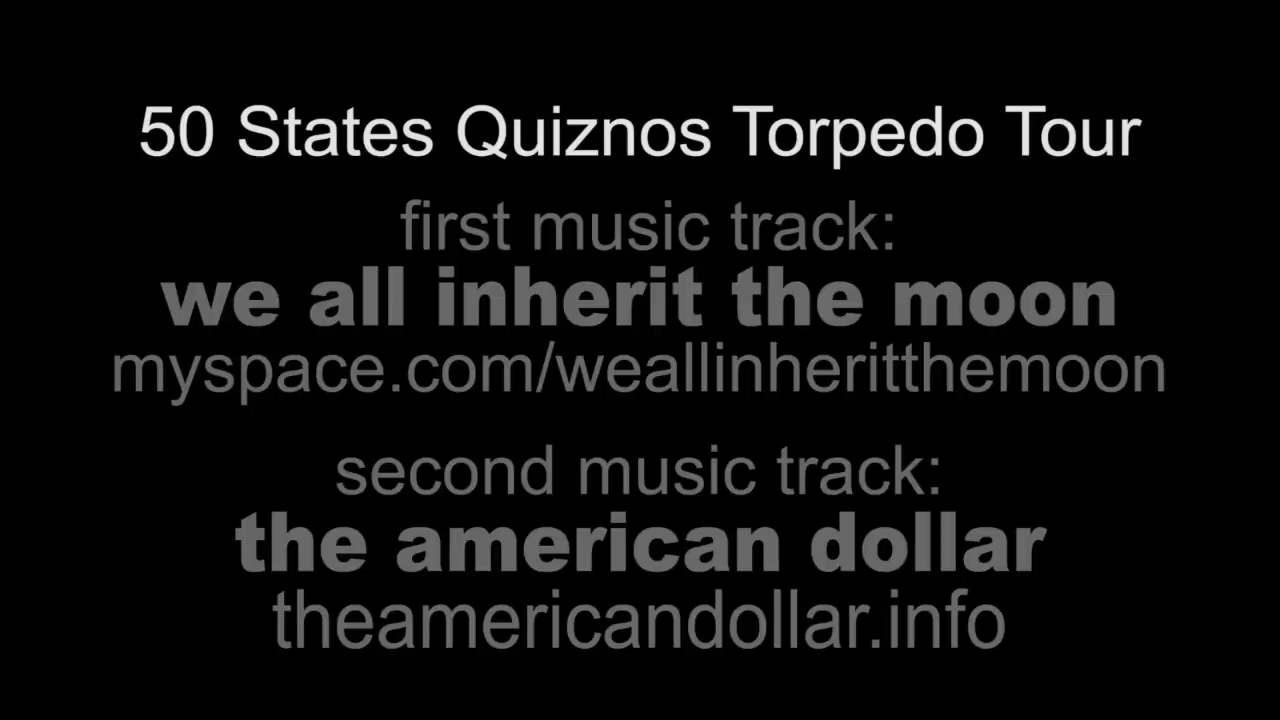 50 States Quiznos Torpedo Tour
first music track:
we all inherit the moon
myspace.com/weallinheritthemoon
second music track:
the american dollar
theamericandollar.info